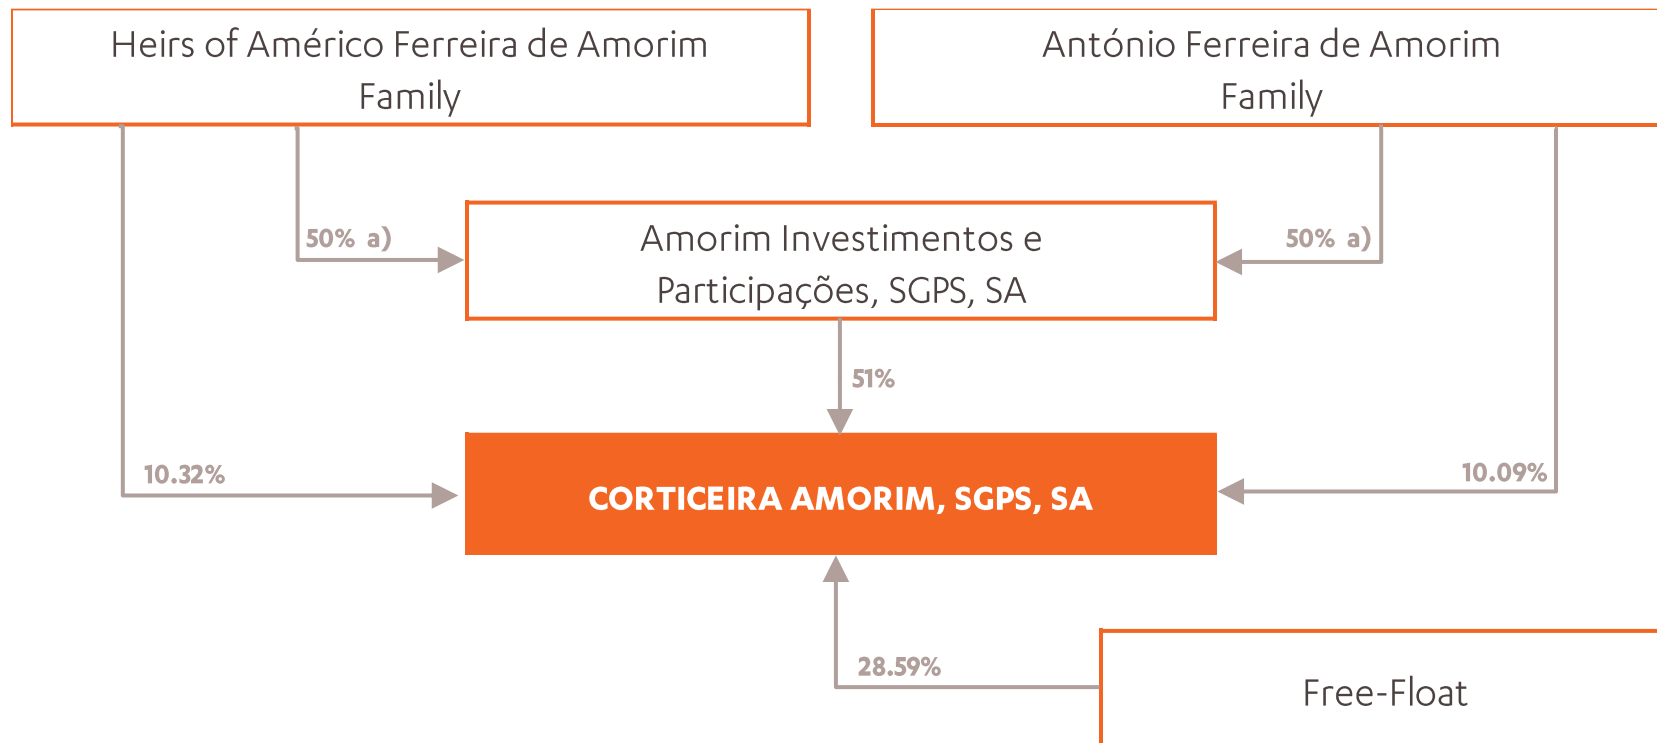 Heirs of Américo Ferreira de Amorim
Family
António Ferreira de Amorim
Family
50% a)
50% a)
Amorim Investimentos e
Participações, SGPS, SA
51%
10.32%
10.09%
CORTICEIRA AMORIM, SGPS, SA
28.59%
Free-Float